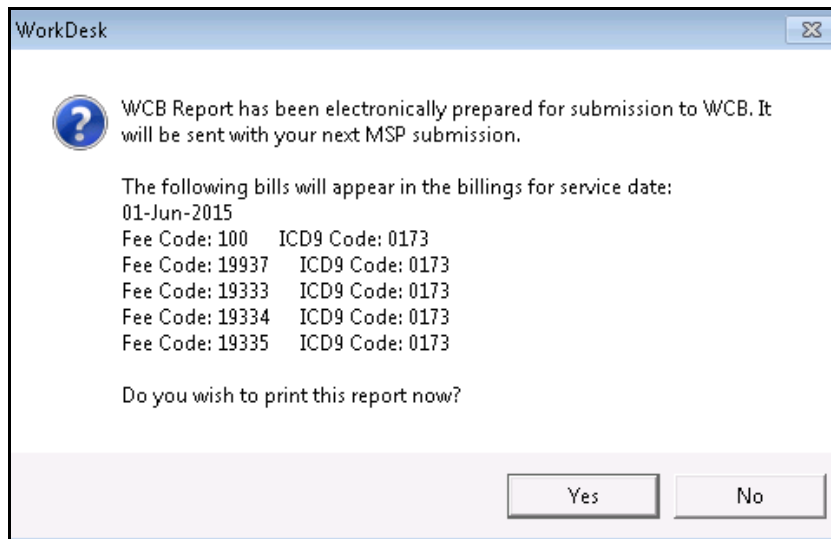 WorkDesk
WCB Report has been electronically prepared for submission to WCB. It
will be sent with your next MSP submission.
The following bills will appear in the billings for service date:
01-Jun-2015
Fee Code: 100 ICD9 Code: 0173
Fee Code: 19937 ICD9 Code: 0173
Fee Code: 19333 ICD9 Code: 0173
Fee Code: 19334 ICD9 Code: 0173
Fee Code: 19335 ICD9 Code: 0173
Do you wish to print this report now?
Yes No